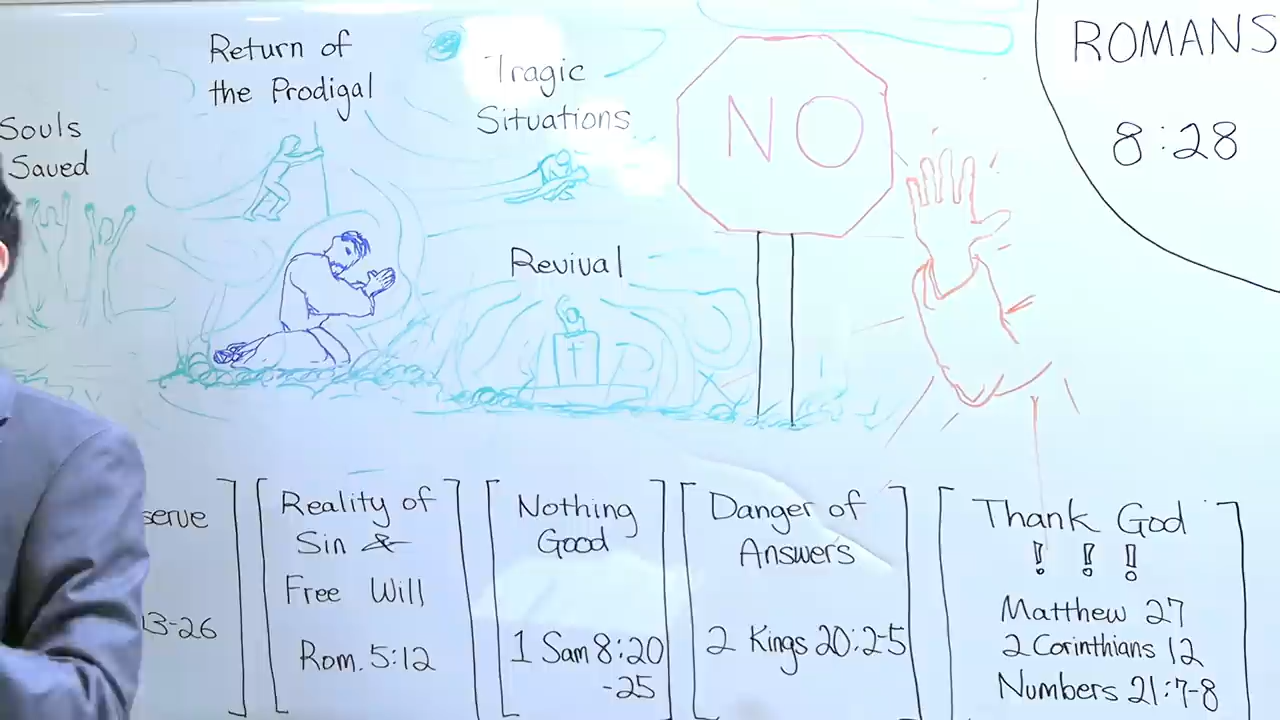 Return of
the Prodigal
Tragic
Situations
Souls
Saved
Revival
NO
ROMANS
8:28
serve
13-26
Reality of
Sin &
Free Will
Rom. 5:12
Nothing
Good
1 Sam 8:20
-25
Danger of
Answers
2 Kings 20:2-5
Thank God
! ! !
Matthew 27
2 Corinthians 12
Numbers 21:7-8